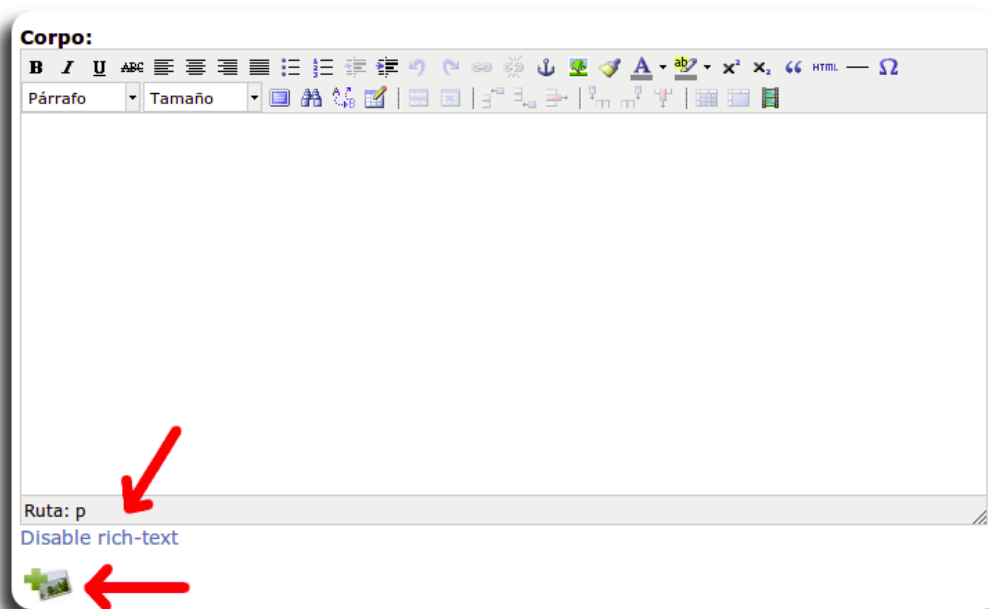 Corpo:
B I U ABC A ab x² x₂ “ HTML — Ω
Párrafo Tamaño A B
Ruta: p
Disable rich-text